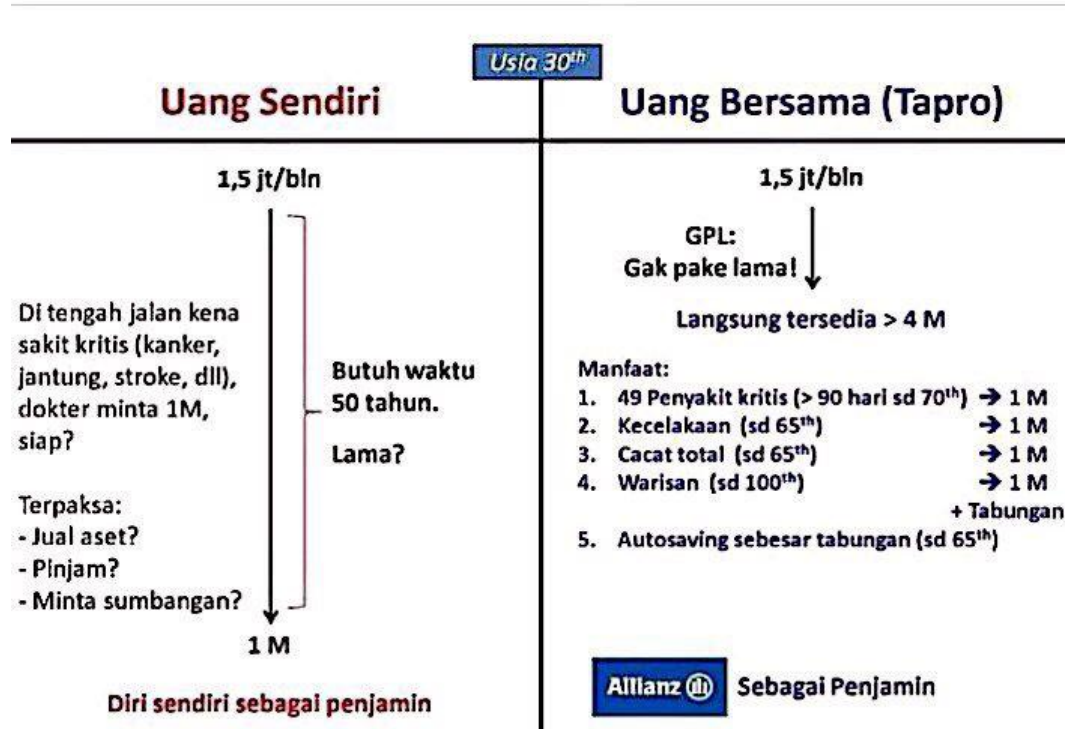 Usia 30th
Uang Sendiri
1,5 jt/bln
Di tengah jalan kena
sakit kritis (kanker,
jantung, stroke, dll),
dokter minta 1M,
siap?
Terpaksa:
- Jual aset?
- Pinjam?
- Minta sumbangan?
Butuh waktu
50 tahun.
Lama?
1 M
Diri sendiri sebagai penjamin
Uang Bersama (Tapro)
1,5 jt/bln
GPL:
Gak pake lama!
Langsung tersedia > 4 M
Manfaat:
1. 49 Penyakit kritis (> 90 hari sd 70th) → 1 M
2. Kecelakaan (sd 65th) → 1 M
3. Cacat total (sd 65th) → 1 M
4. Warisan (sd 100th) → 1 M
+ Tabungan
5. Autosaving sebesar tabungan (sd 65th)
Allianz Sebagai Penjamin